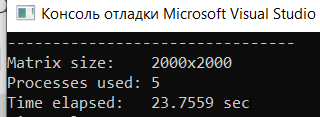 Консоль отладки Microsoft Visual Studio
--------------------------------
Matrix size:    2000x2000
Processes used: 5
Time elapsed:   23.7559 sec